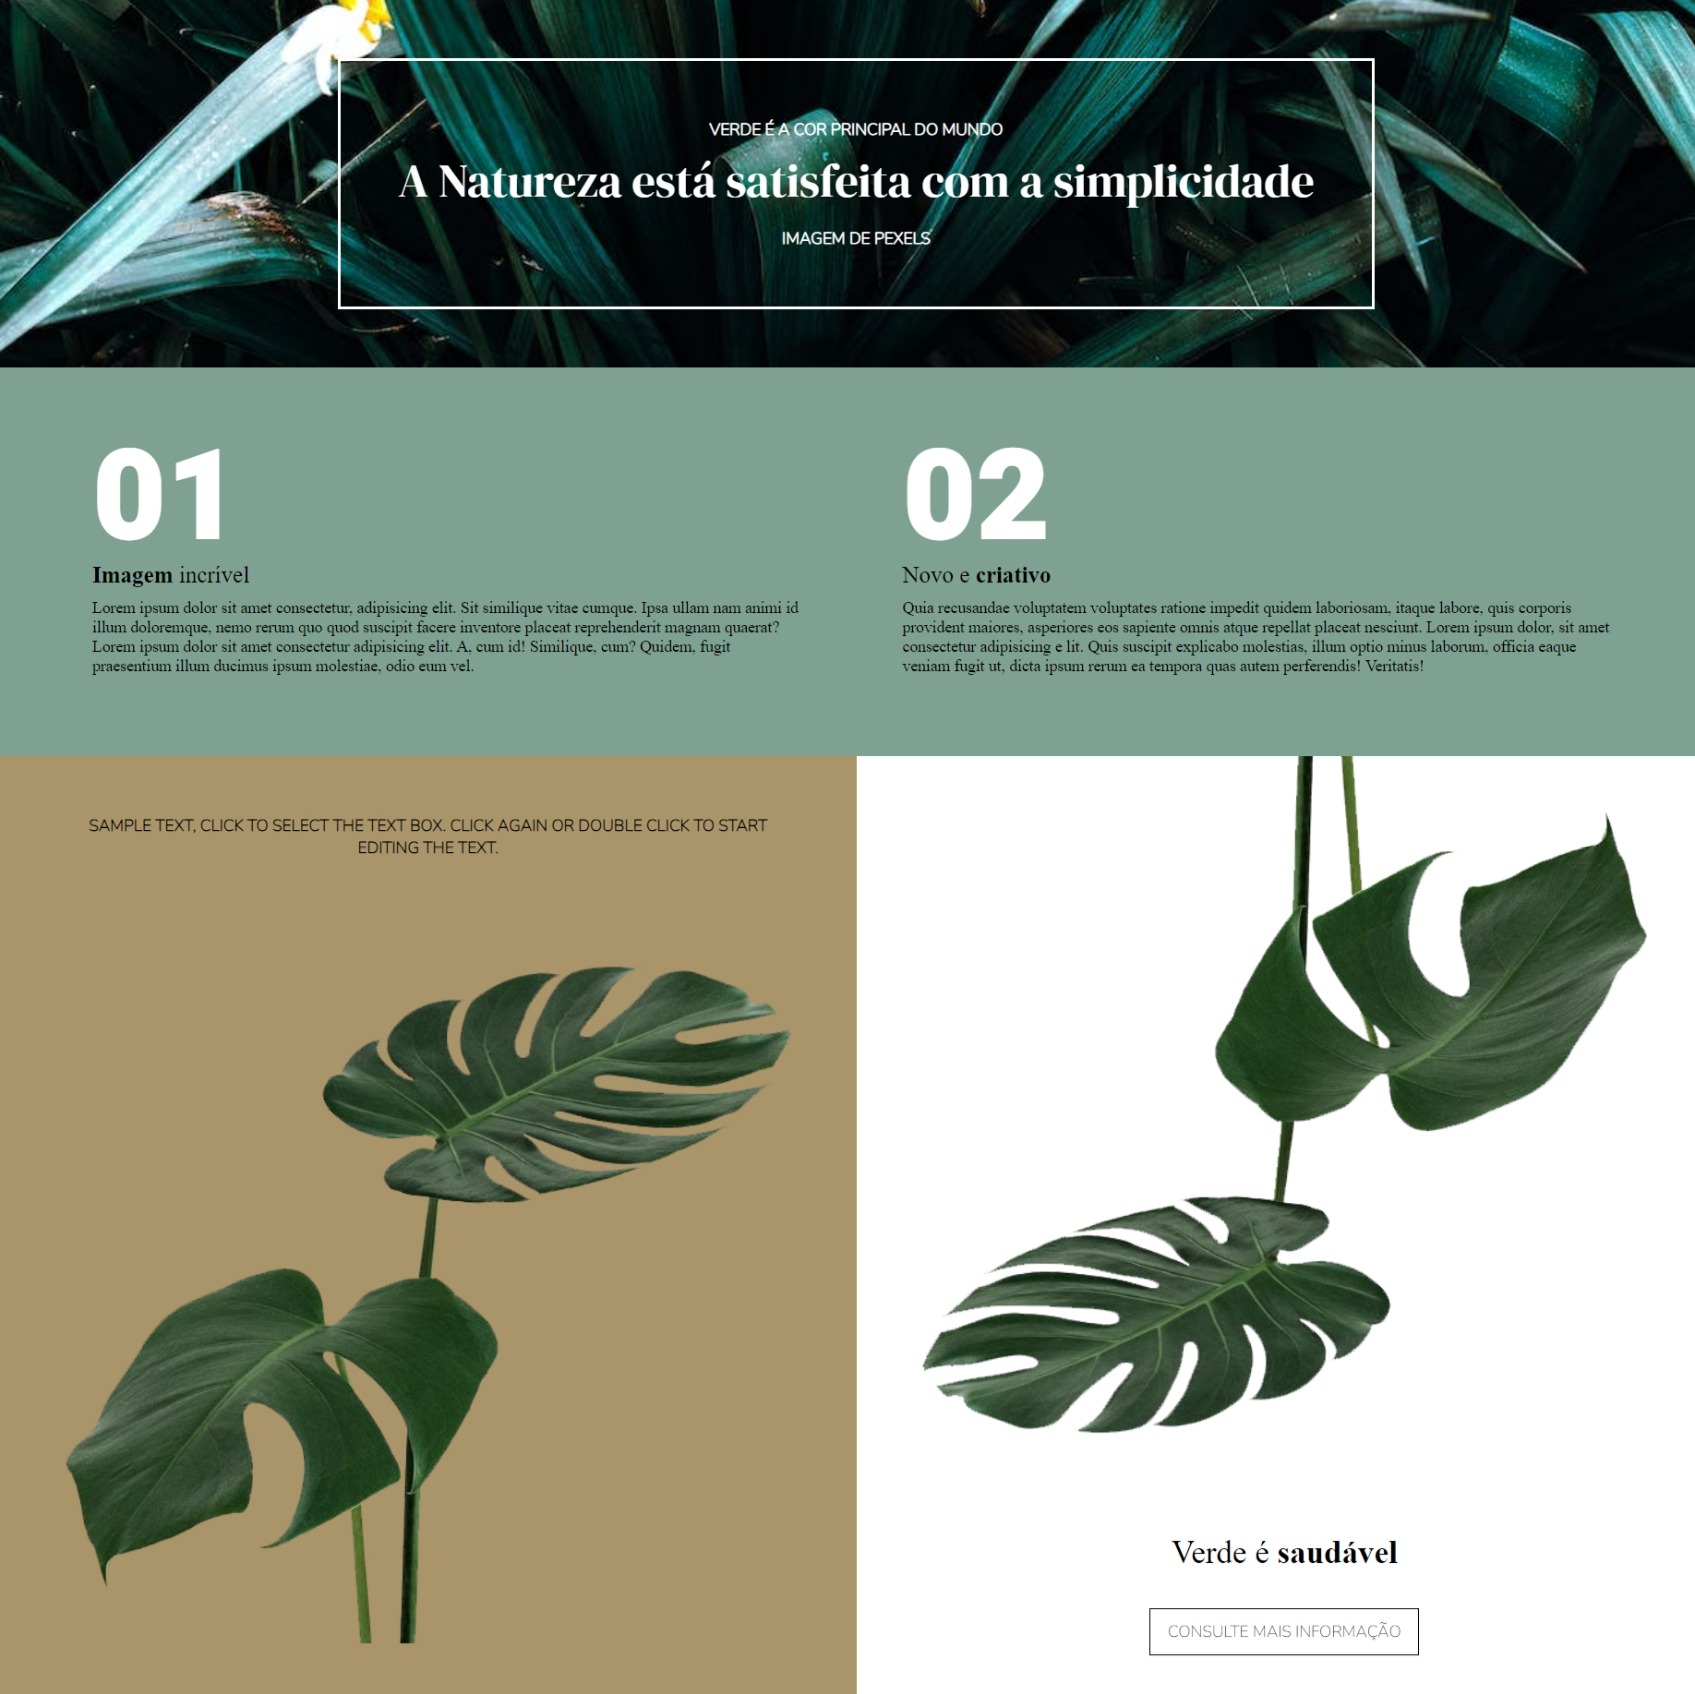 VERDE É A COR PRINCIPAL DO MUNDO
A Natureza está satisfeita com a simplicidade
IMAGEM DE PEXELS
01
Imagem incrível
Lorem ipsum dolor sit amet consectetur, adipisicing elit. Sit similique vitae cumque. Ipsa ullam nam animi id
illum doloremque, nemo rerum quo quod suscipit facere inventore placeat reprehenderit magnam quaerat?
Lorem ipsum dolor sit amet consectetur adipisicing elit. A, cum id! Similique, cum? Quidem, fugit
praesentium illum ducimus ipsum molestiae, odio eum vel.
02
Novo e criativo
Quia recusandae voluptatem voluptates ratione impedit quidem laboriosam, itaque labore, quis corporis
provident maiores, asperiores eos sapiente omnis atque repellat placeat nesciunt. Lorem ipsum dolor, sit amet
consectetur adipisicing e lit. Quis suscipit explicabo molestias, illum optio minus laborum, officia eaque
veniam fugit ut, dicta ipsum rerum ea tempora quas autem perferendis! Veritatis!
SAMPLE TEXT, CLICK TO SELECT THE TEXT BOX. CLICK AGAIN OR DOUBLE CLICK TO START
EDITING THE TEXT.
Verde é saudável
CONSULTE MAIS INFORMAÇÃO